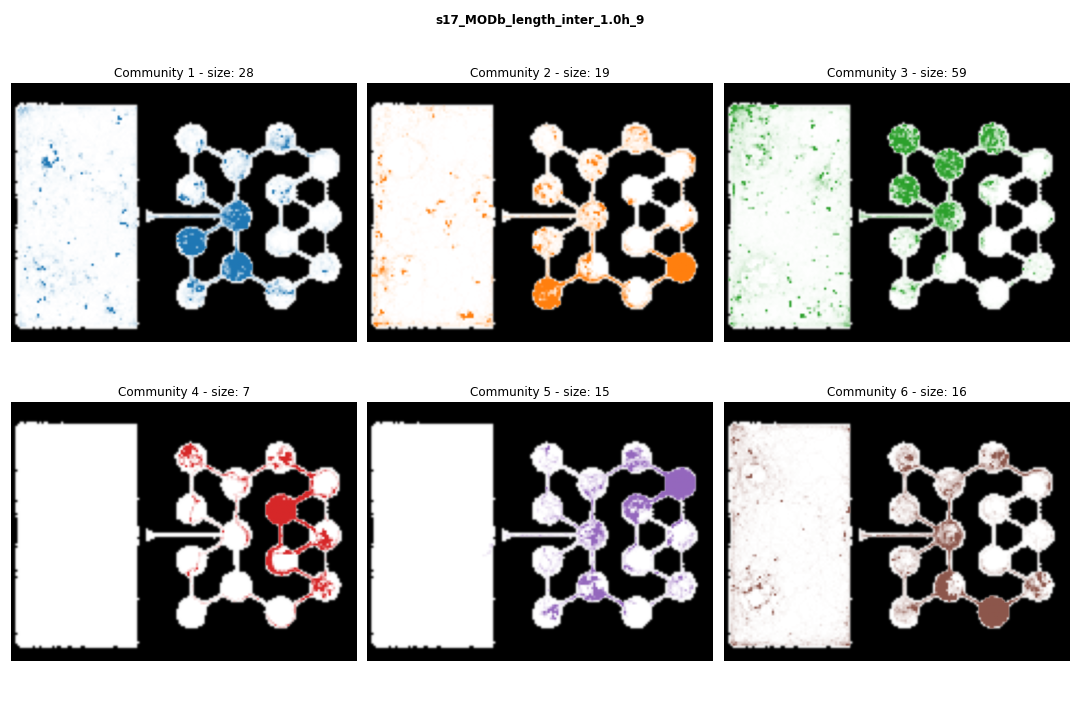 s17_MODb_length_inter_1.0h_9
Community 1 - size: 28
Community 2 - size: 19
Community 3 - size: 59
Community 4 - size: 7
Community 5 - size: 15
Community 6 - size: 16